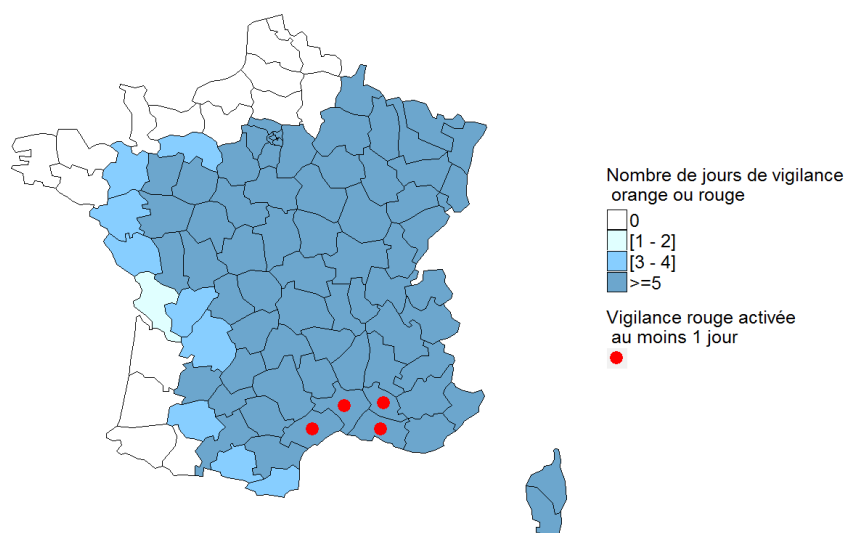 Nombre de jours de vigilance
orange ou rouge
0
[1 - 2]
[3 - 4]
>=5
Vigilance rouge activée
au moins 1 jour